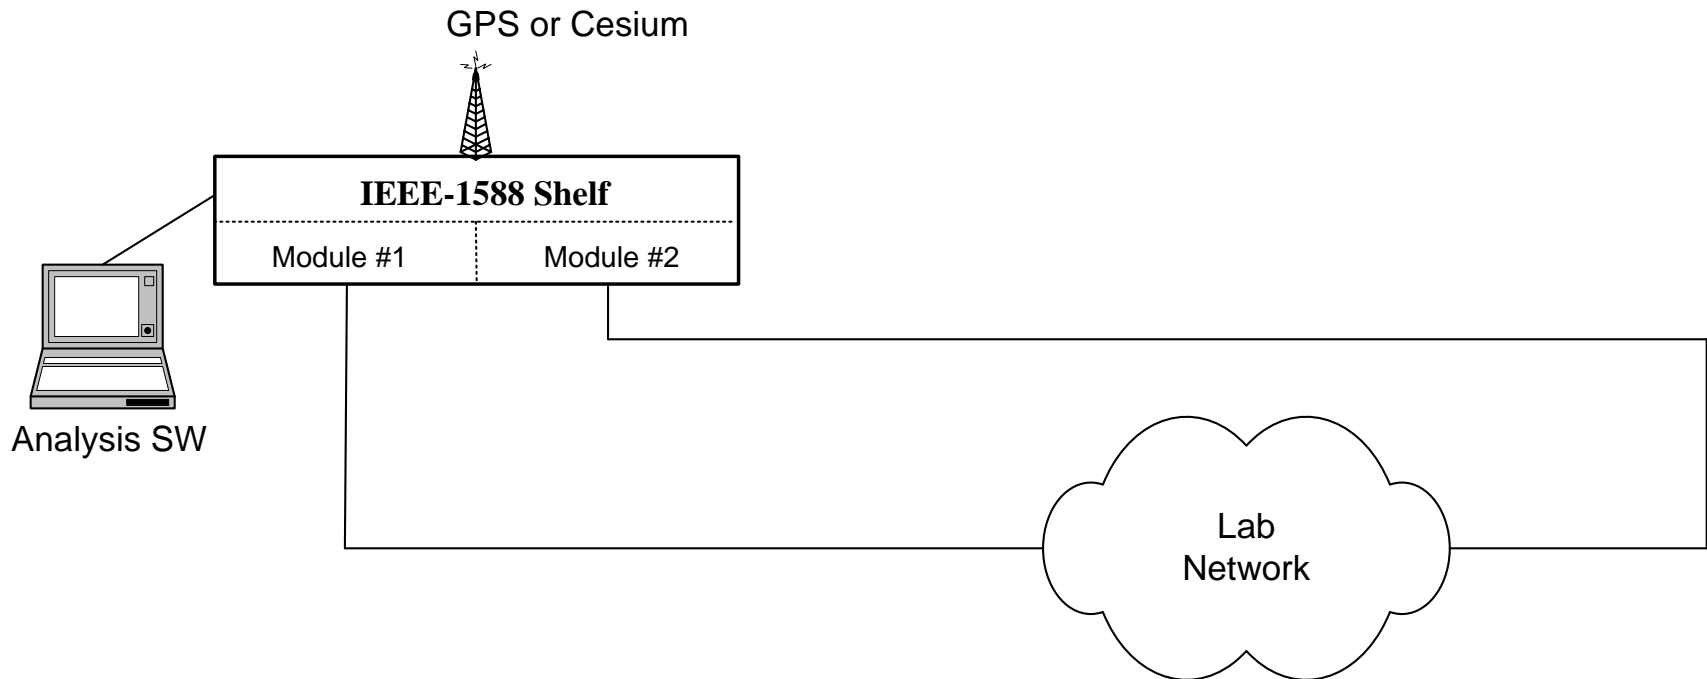 GPS or Cesium
IEEE-1588 Shelf
Module #1
Module #2
Analysis SW
Lab
Network